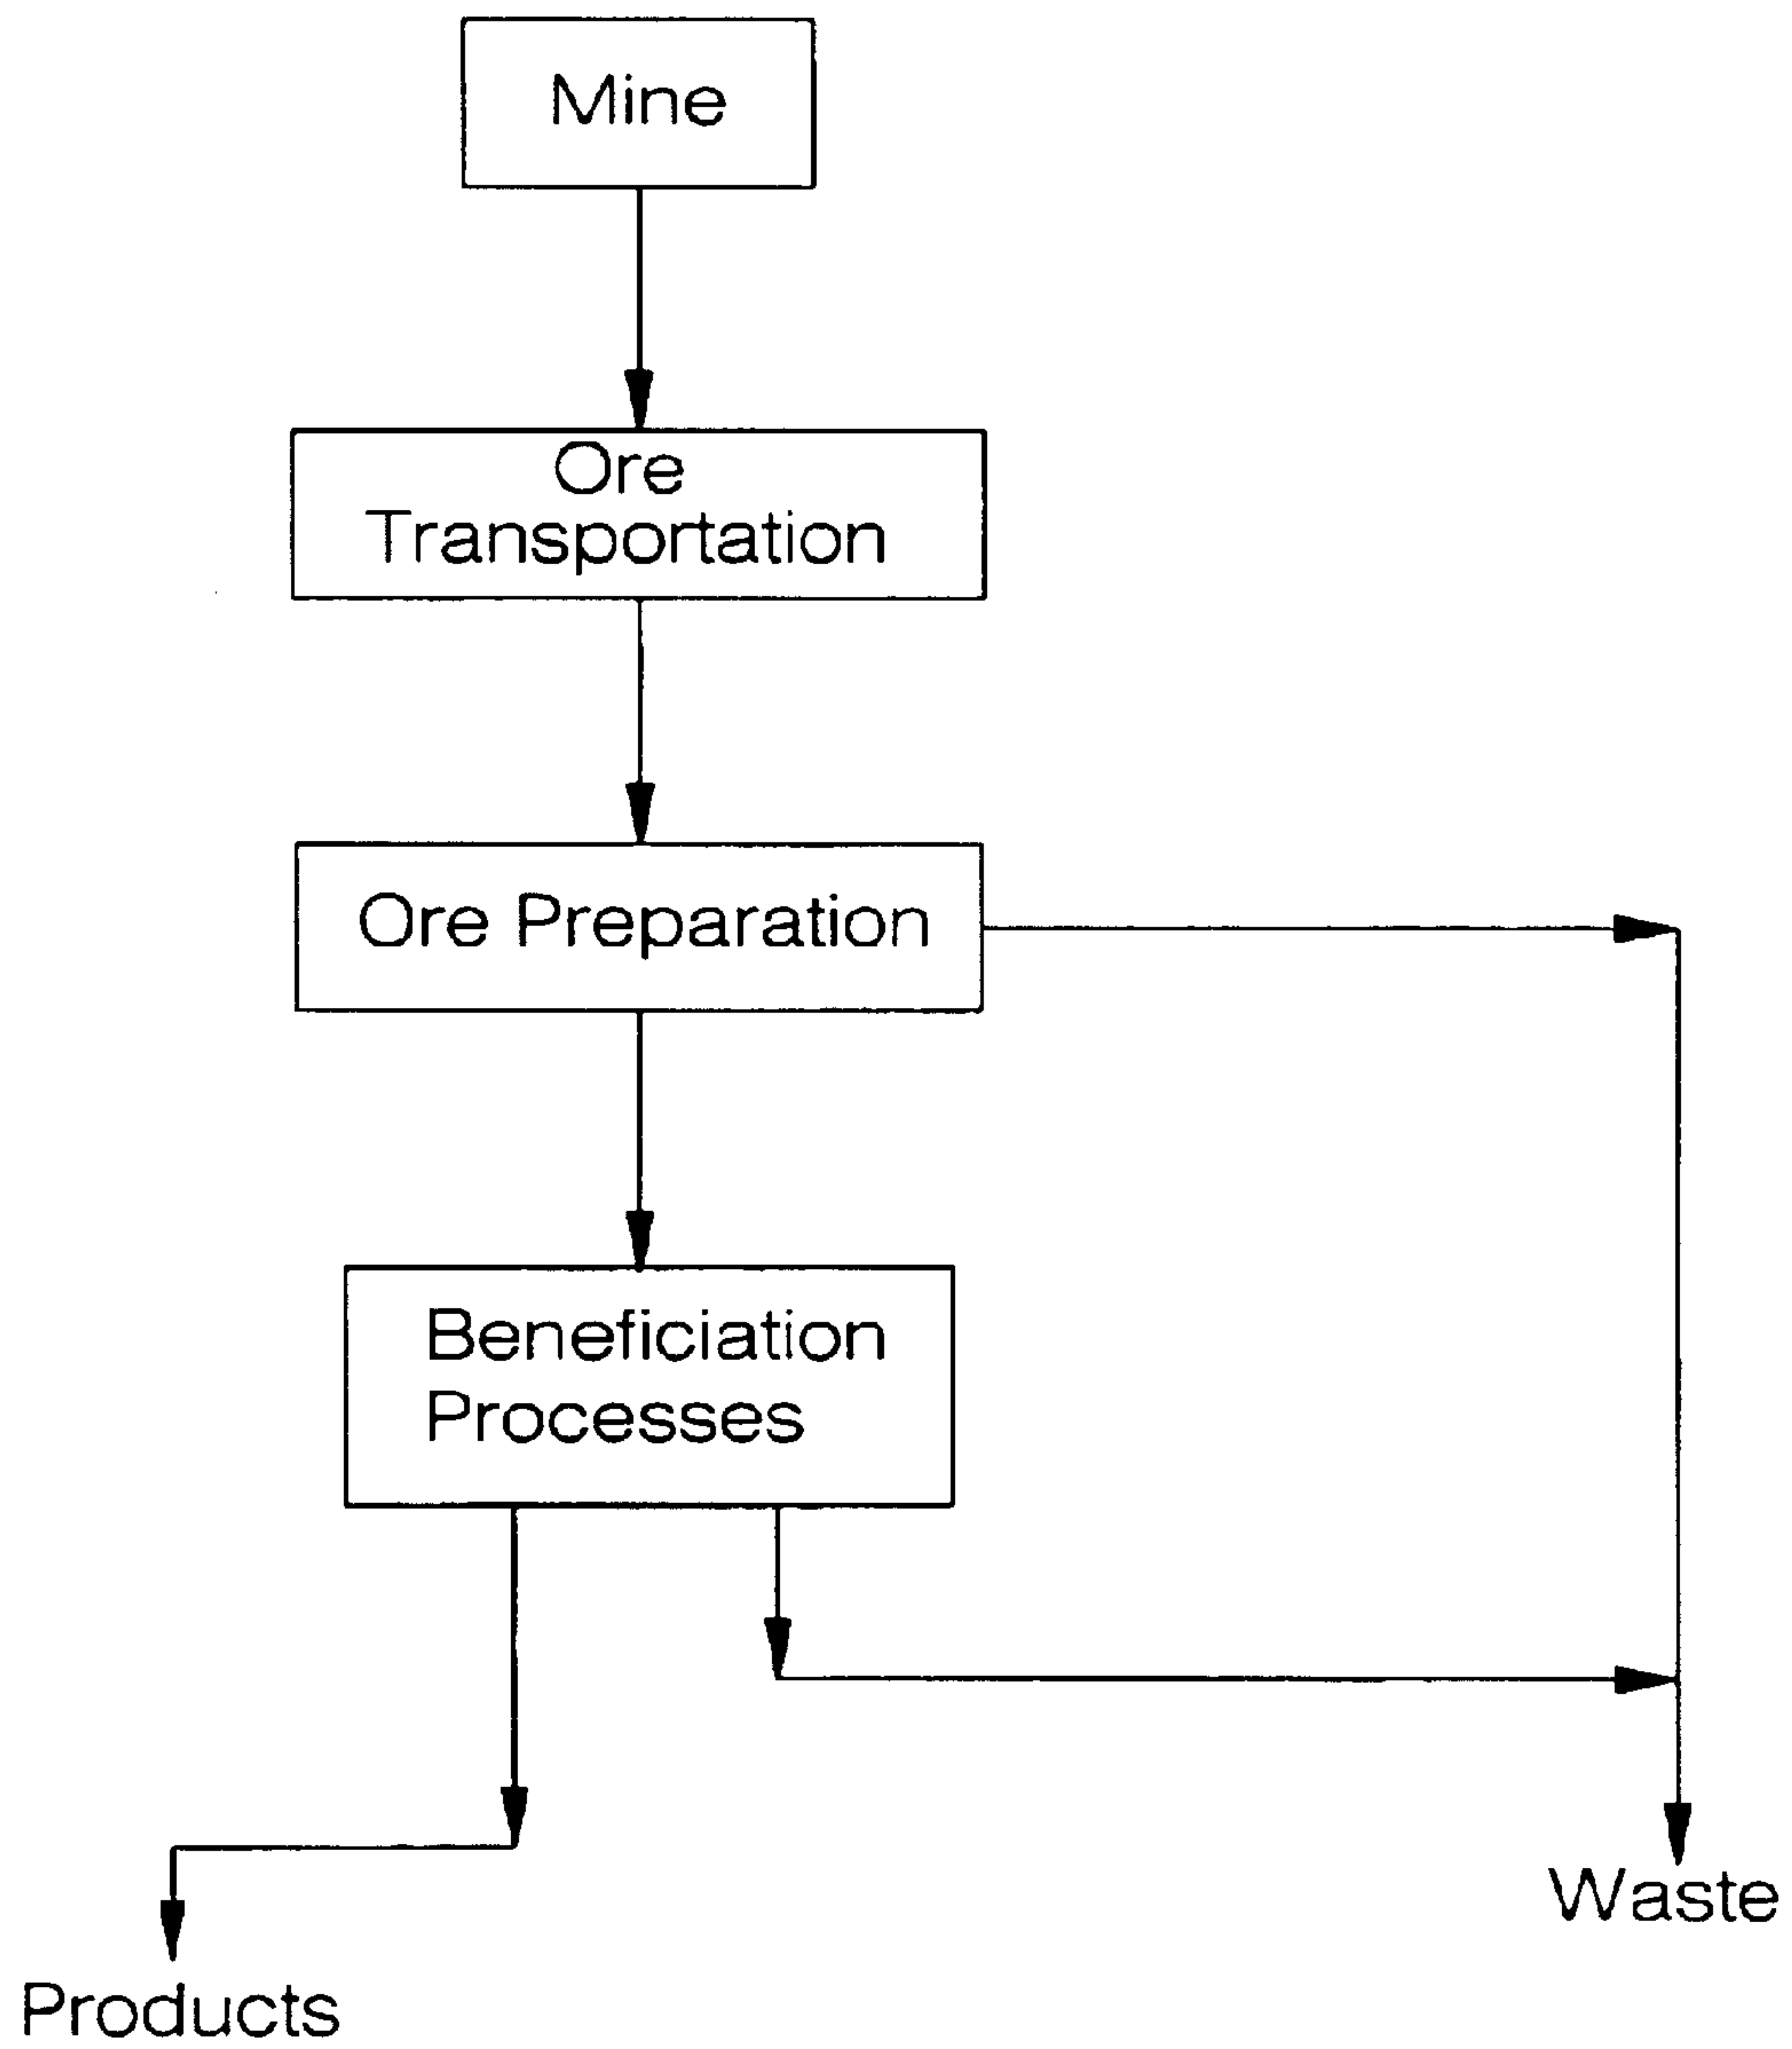 Mine
Ore
Transportation
Ore Preparation
Beneficiation
Processes
Waste
Products